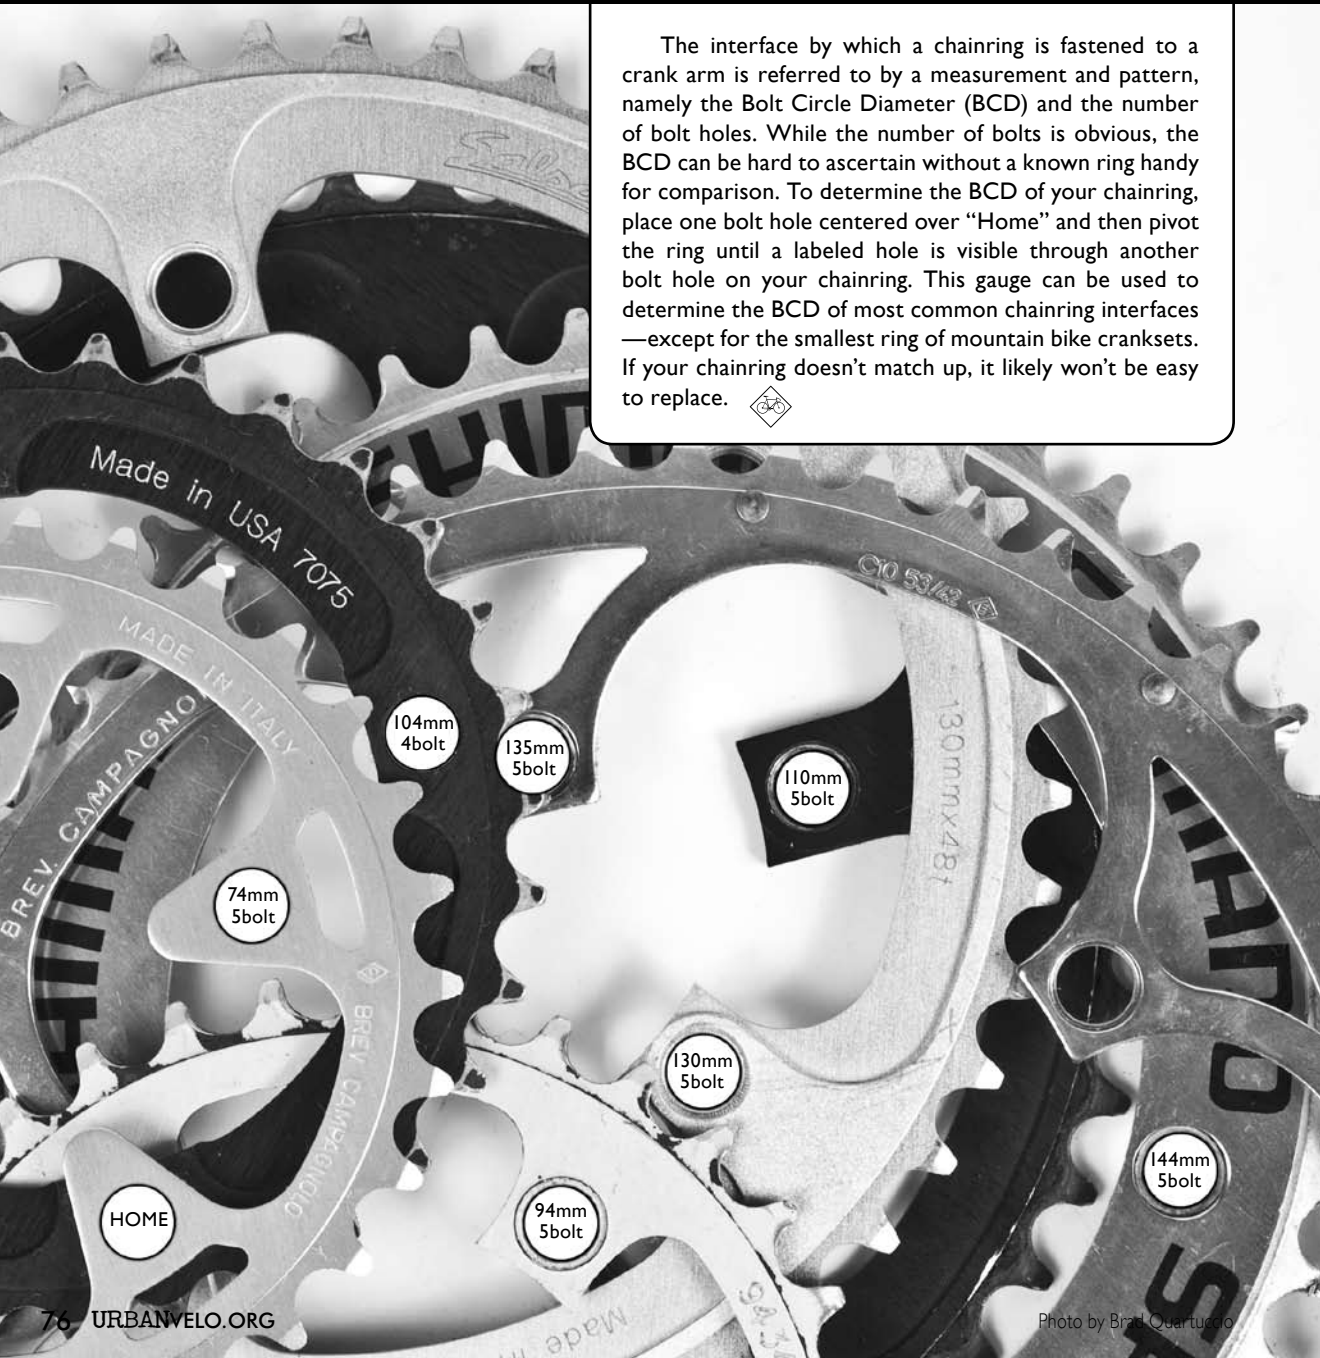 The interface by which a chainring is fastened to a
crank arm is referred to by a measurement and pattern,
namely the Bolt Circle Diameter (BCD) and the number
of bolt holes. While the number of bolts is obvious, the
BCD can be hard to ascertain without a known ring handy
for comparison. To determine the BCD of your chainring,
place one bolt hole centered over “Home” and then pivot
the ring until a labeled hole is visible through another
bolt hole on your chainring. This gauge can be used to
determine the BCD of most common chainring interfaces
—except for the smallest ring of mountain bike cranksets.
If your chainring doesn’t match up, it likely won’t be easy
to replace.
Salsa
Made in USA 7075
C10 53/42
MADE IN ITALY
BREV. CAMPAGNO
104mm
4bolt
135mm
5bolt
110mm
5bolt
130mmx48t
74mm
5bolt
BREV CAMPAGNOLO
130mm
5bolt
144mm
5bolt
HOME
94mm
5bolt
Made
76 URBANVELO.ORG
Photo by Brad Quartuccio